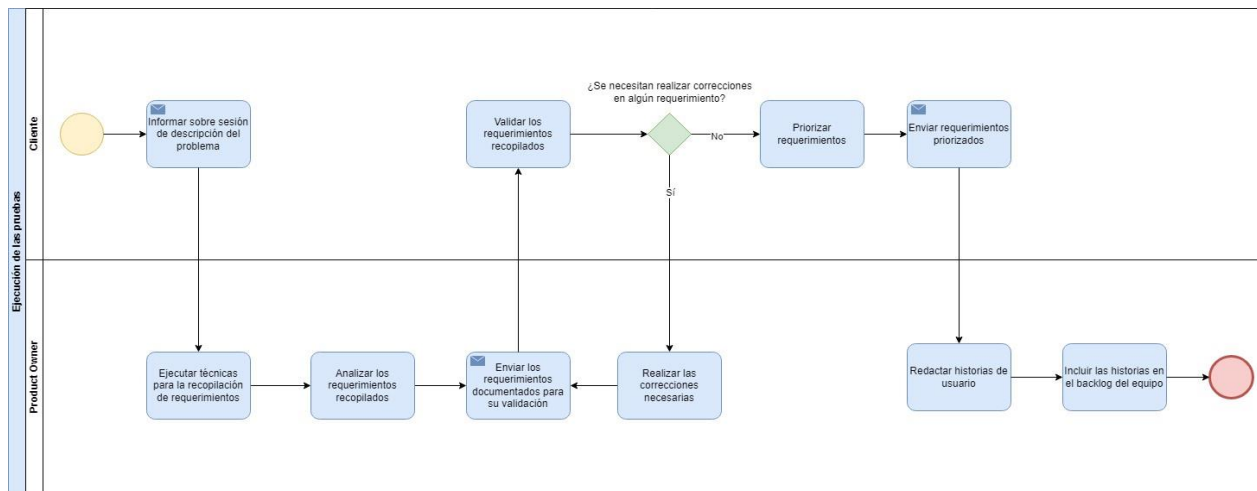 Ejecución de las pruebas
Cliente
Informar sobre sesión
de descripción del
problema
Validar los
requerimientos
recopilados
¿Se necesitan realizar correcciones
en algún requerimiento?
No
Sí
Priorizar
requerimientos
Enviar requerimientos
priorizados
Product Owner
Ejecutar técnicas
para la recopilación
de requerimientos
Analizar los
requerimientos
recopilados
Enviar los
requerimientos
documentados para
su validación
Realizar las
correcciones
necesarias
Redactar historias de
usuario
Incluir las historias en
el backlog del equipo